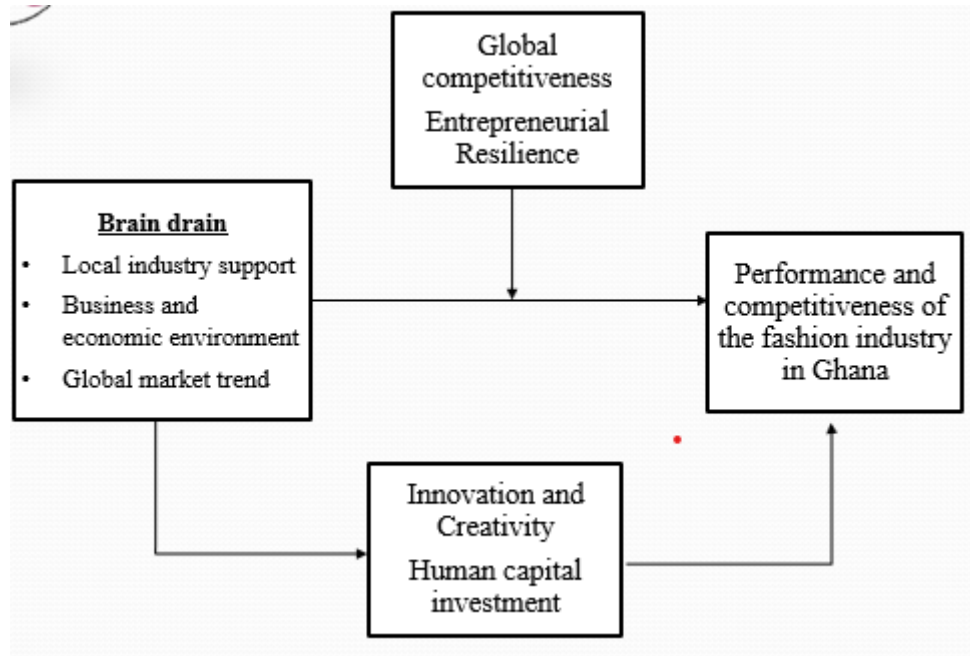 Global
competitiveness
Entrepreneurial
Resilience
Brain drain
• Local industry support
• Business and
economic environment
• Global market trend
Performance and
competitiveness of
the fashion industry
in Ghana
Innovation and
Creativity
Human capital
investment